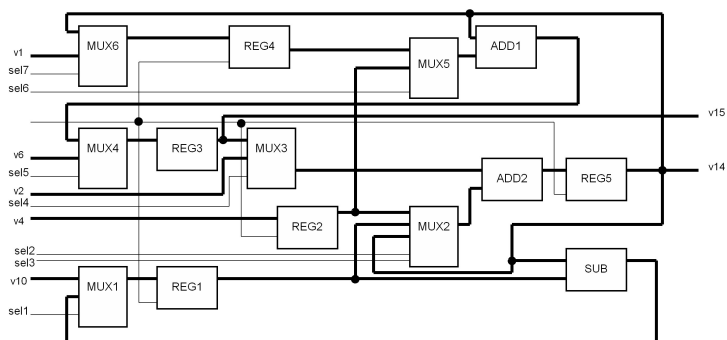 v1
sel7
sel6
MUX6
REG4
MUX5
ADD1
v15
v6
sel5
v2
sel4
v4
MUX4
REG3
MUX3
ADD2
REG5
v14
REG2
MUX2
sel2
sel3
v10
sel1
MUX1
REG1
SUB